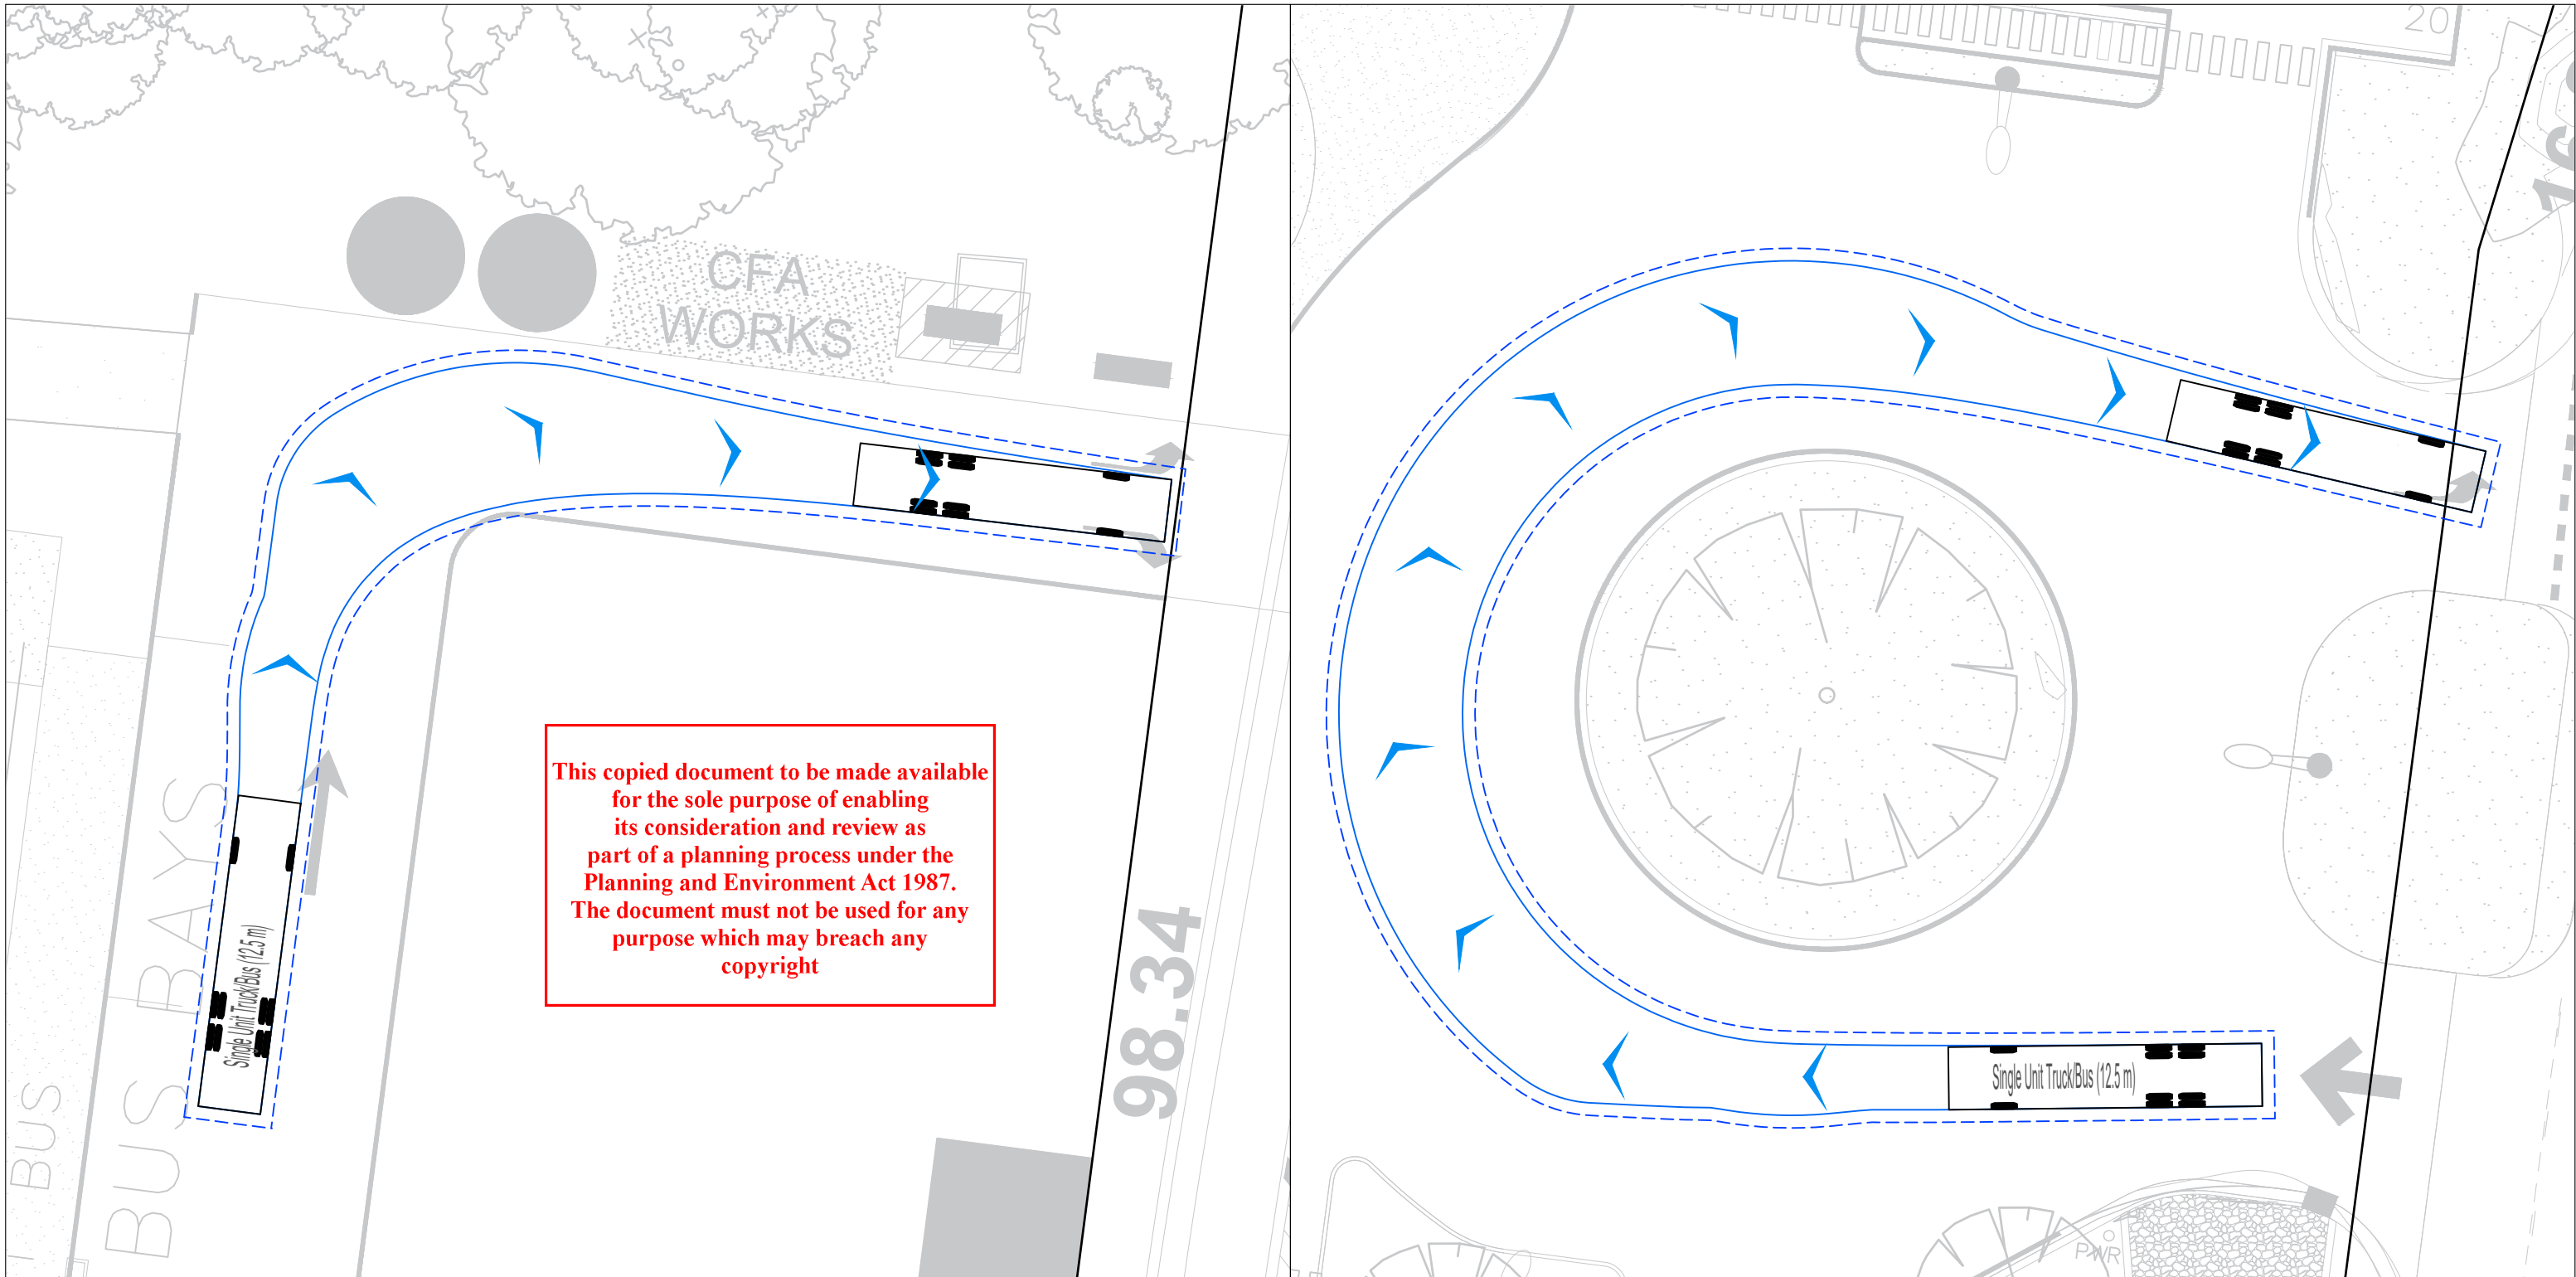 CFA
WORKS
BUS BAYS
BUS
Single Unit Truck/Bus (12.5 m)
This copied document to be made available
for the sole purpose of enabling
its consideration and review as
part of a planning process under the
Planning and Environment Act 1987.
The document must not be used for any
purpose which may breach any
copyright
98.34
20
16
Single Unit Truck/Bus (12.5 m)
PWR